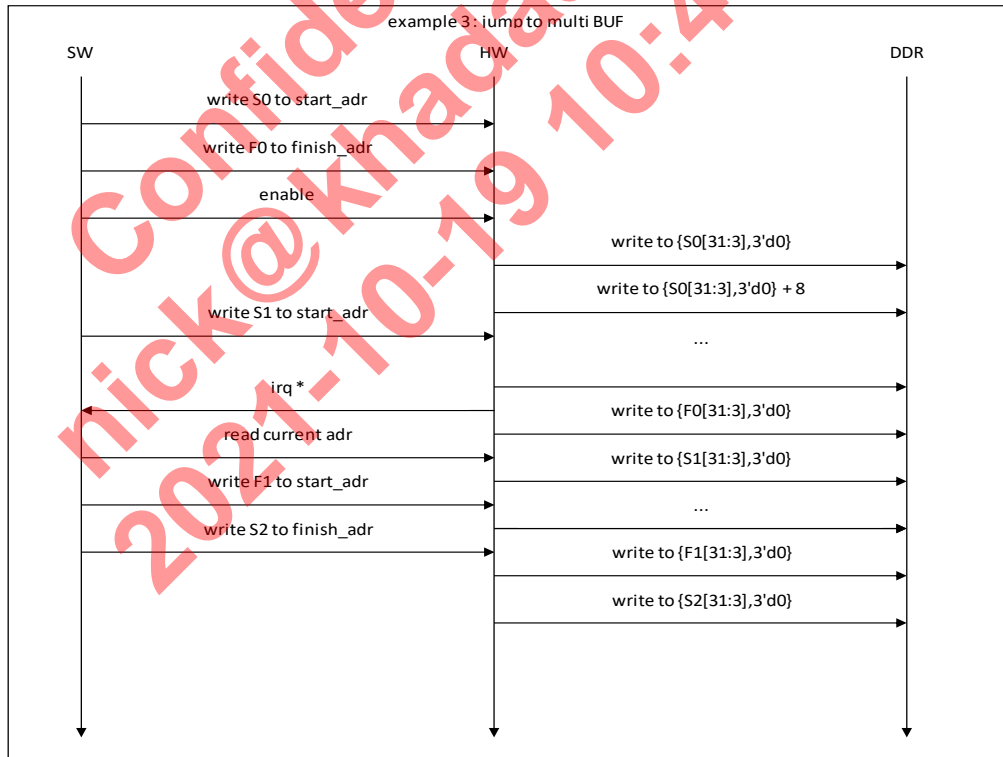 example 3 : jump to multi BUF
SW HW DDR
write S0 to start_adr
write F0 to finish_adr
enable
write to {S0[31:3],3'd0}
write to {S0[31:3],3'd0} + 8
write S1 to start_adr
...
irq *
write to {F0[31:3],3'd0}
read current adr
write to {S1[31:3],3'd0}
write F1 to start_adr
...
write S2 to finish_adr
write to {F1[31:3],3'd0}
write to {S2[31:3],3'd0}
Confide
nick@khadas
2021-10-19 10:4